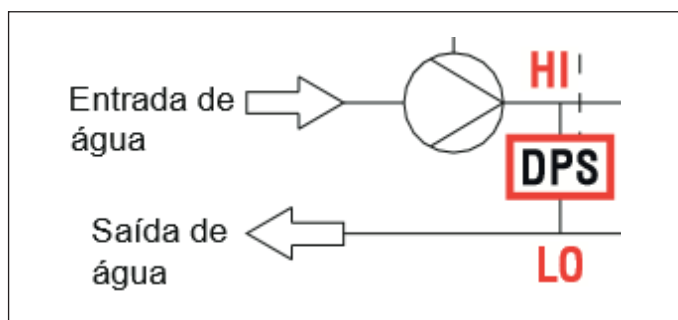 HI
Entrada de
água
DPS
Saída de
água
LO